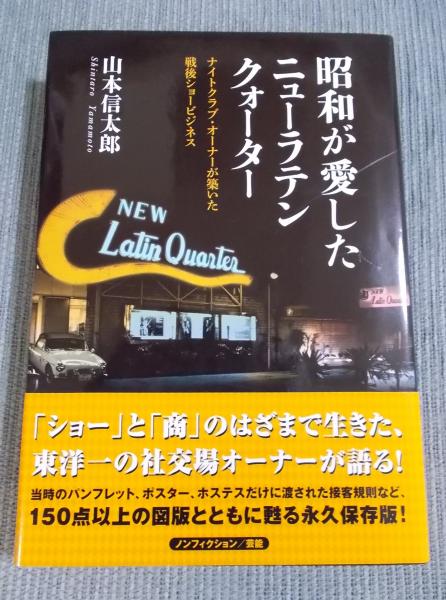 昭和が愛した
ニューラテン
クォーター
ナイトクラブ・オーナーが築いた
戦後ショービジネス
山本信太郎
Shintaro Yamamoto
NEW
Latin Quarter
NEW
Latin Quarter
「ショー」と「商」のはざまで生きた、
東洋一の社交場オーナーが語る!
当時のパンフレット、ポスター、ホステスだけに渡された接客規則など、
150点以上の図版とともに甦る永久保存版!
ノンフィクション/芸能